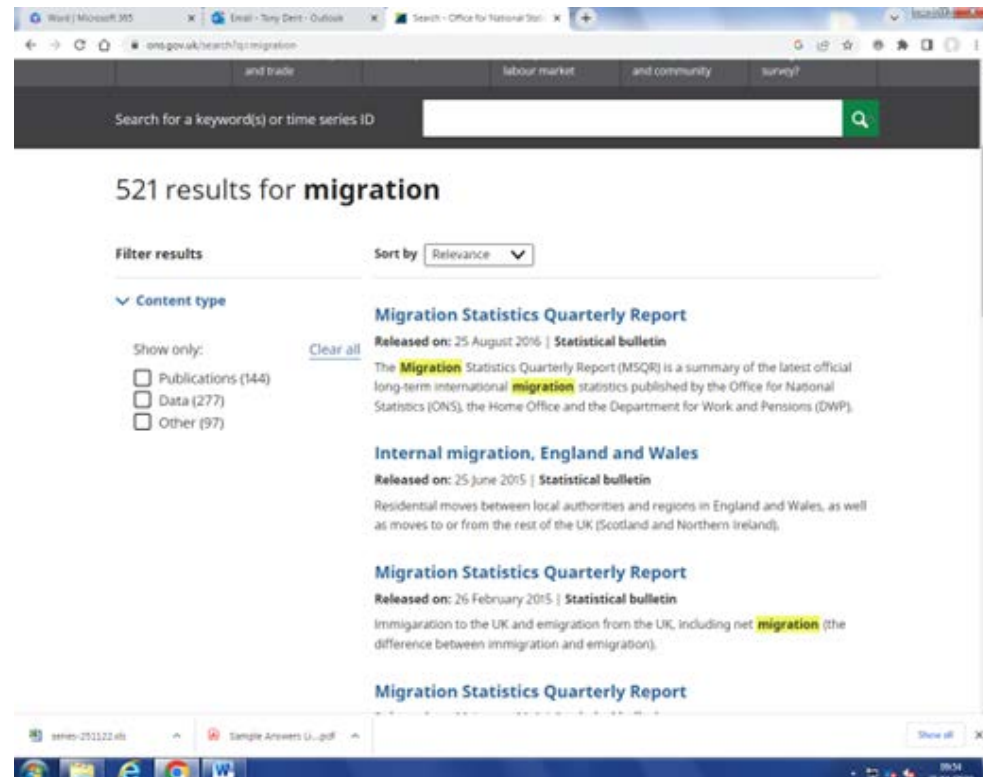 Word | Microsoft 365
Email - Tony Dent - Outlook
Search - Office for National Stati
ons.gov.uk/search?q=migration
and trade
labour market
and community
survey?
Search for a keyword(s) or time series ID
521 results for migration
Filter results
Sort by Relevance
Content type
Show only:
Clear all
Publications (144)
Data (277)
Other (97)
Migration Statistics Quarterly Report
Released on: 25 August 2016 | Statistical bulletin
The Migration Statistics Quarterly Report (MSQR) is a summary of the latest official
long-term international migration statistics published by the Office for National
Statistics (ONS), the Home Office and the Department for Work and Pensions (DWP).
Internal migration, England and Wales
Released on: 25 June 2015 | Statistical bulletin
Residential moves between local authorities and regions in England and Wales, as well
as moves to or from the rest of the UK (Scotland and Northern Ireland).
Migration Statistics Quarterly Report
Released on: 26 February 2015 | Statistical bulletin
Immigaration to the UK and emigration from the UK, including net migration (the
difference between immigration and emigration).
Migration Statistics Quarterly Report
series-251122.xls
Sample Answers Li....pdf
Show all
09:54